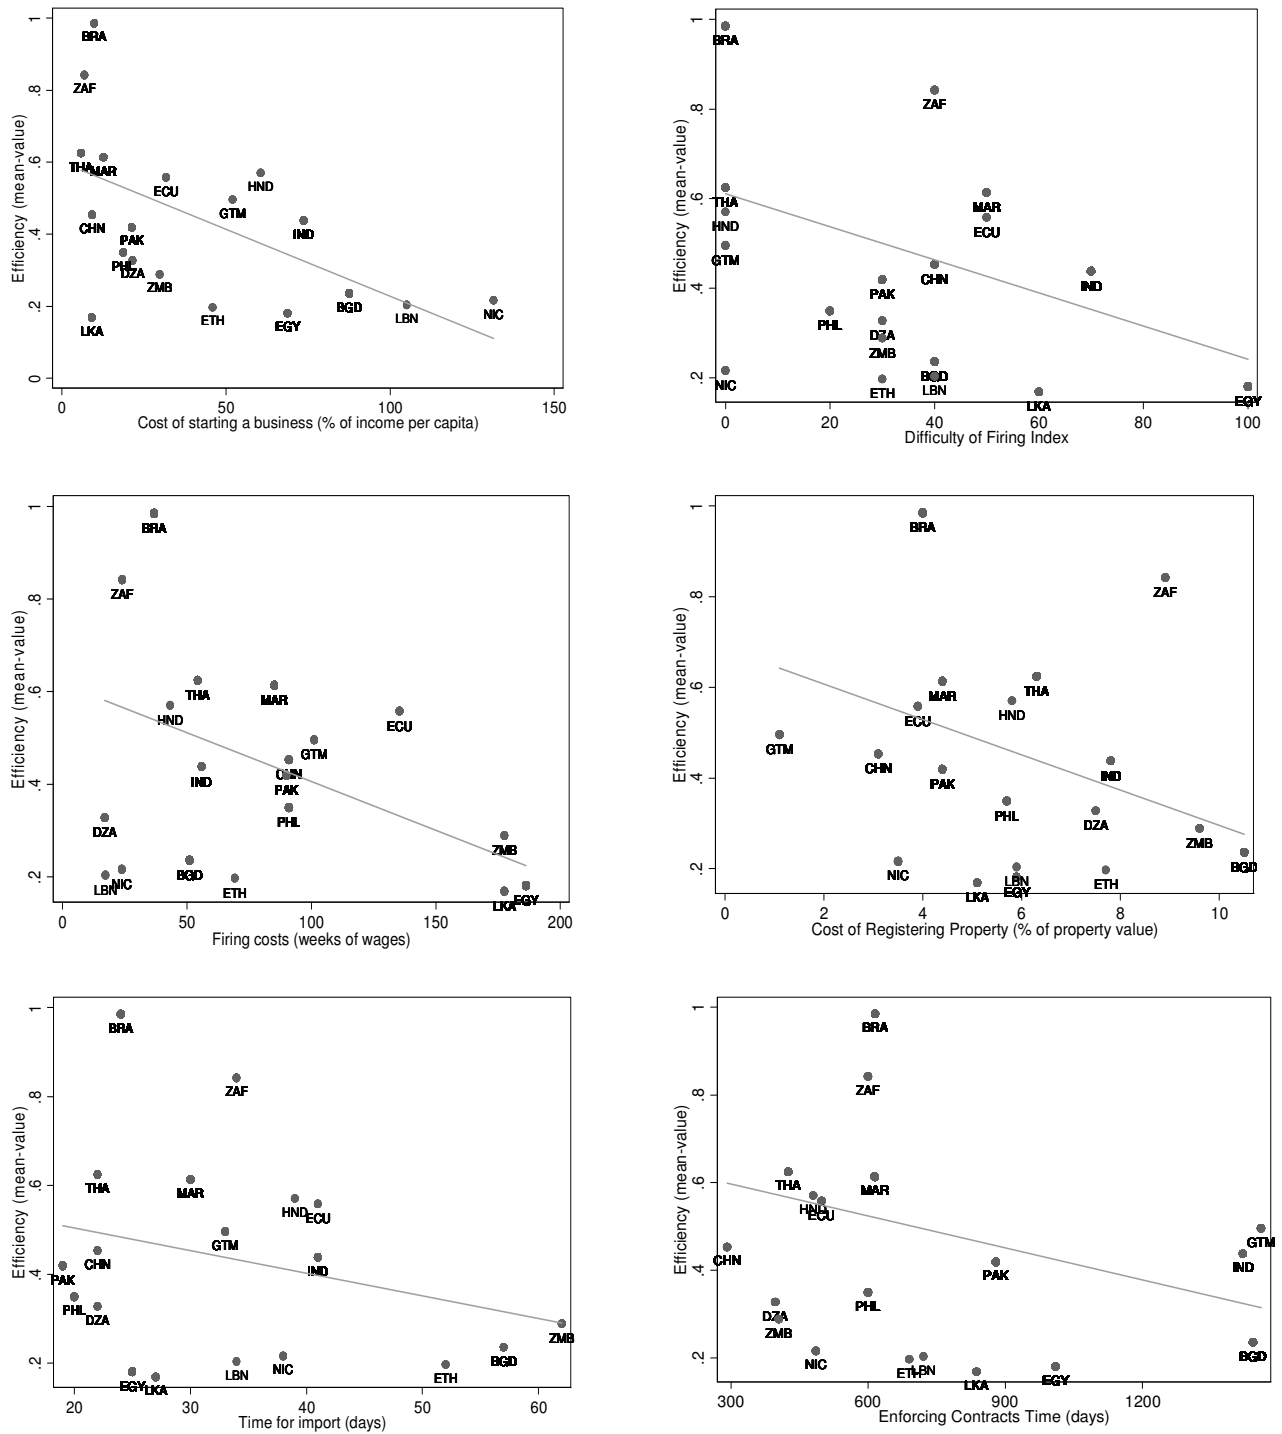 Efficiency (mean-value)
0 .2 .4 .6 .8 1
BRA
ZAF
THA MAR
ECU HND
GTM
CHN IND
PAK
PHL DZA
ZMB
BGD NIC
ETH LBN
LKA EGY
0 50 100 150
Cost of starting a business (% of income per capita)
Efficiency (mean-value)
.2 .4 .6 .8 1
BRA
ZAF
THA MAR
HND ECU
GTM
CHN IND
PAK
PHL
DZA
ZMB
NIC BGD
ETH LBN
LKA EGY
0 20 40 60 80 100
Difficulty of Firing Index
Efficiency (mean-value)
.2 .4 .6 .8 1
BRA
ZAF
THA MAR
HND ECU
GTM
IND CHN
PAK
DZA PHL
ZMB
LBN NIC BGD
ETH
LKA EGY
0 50 100 150 200
Firing costs (weeks of wages)
Efficiency (mean-value)
.2 .4 .6 .8 1
BRA
ZAF
MAR THA
ECU HND
GTM
CHN IND
PAK
PHL DZA
ZMB
NIC LBN BGD
LKA EGY ETH
0 2 4 6 8 10
Cost of Registering Property (% of property value)
Efficiency (mean-value)
.2 .4 .6 .8 1
BRA
ZAF
THA MAR
HND ECU
GTM
CHN IND
PAK
PHL DZA
ZMB
BGD
LBN NIC
EGY LKA ETH
20 30 40 50 60
Time for import (days)
Efficiency (mean-value)
.2 .4 .6 .8 1
BRA
ZAF
THA MAR
HND ECU
GTM
CHN IND
PAK
DZA PHL
ZMB
NIC BGD
ETH LBN
LKA EGY
300 600 900 1200
Enforcing Contracts Time (days)